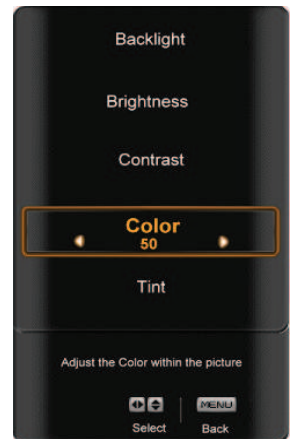 Backlight
Brightness
Contrast
Color
50
Tint
Adjust the Color within the picture
MENU
Select Back